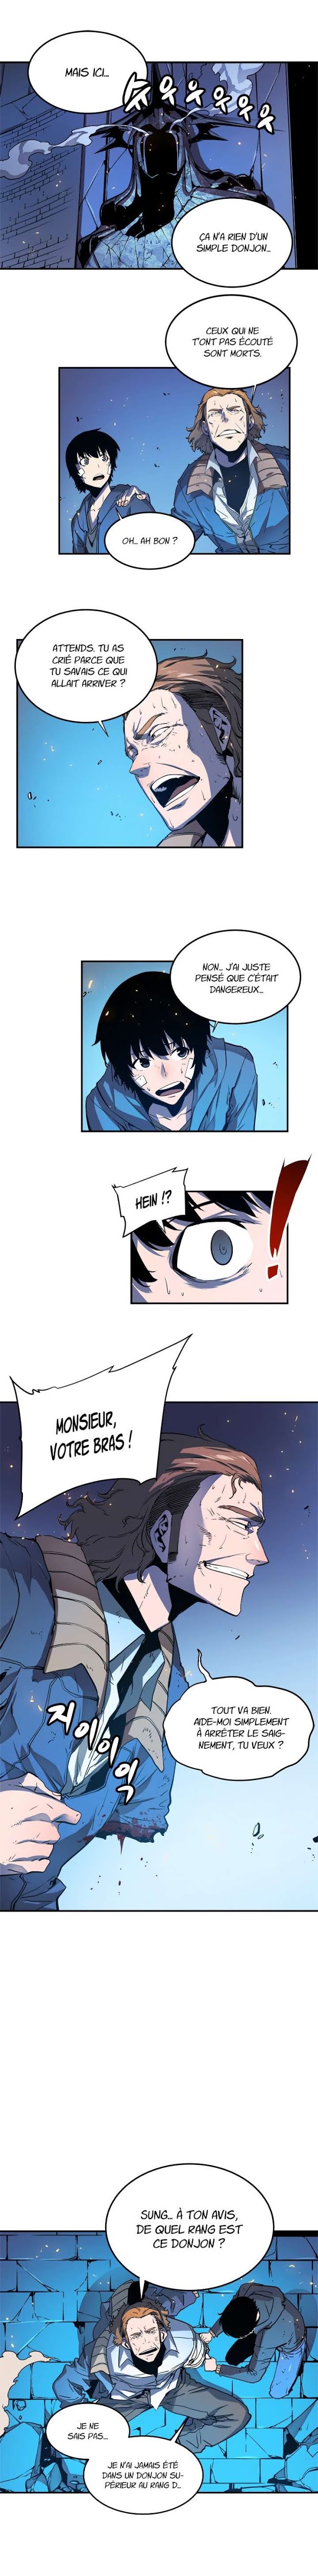 MAIS ICI...
슈우우우우우
ÇA N'A RIEN D'UN
SIMPLE DONJON...
CEUX QUI NE
T'ONT PAS ÉCOUTÉ
SONT MORTS.
OH... AH BON ?
ATTENDS. TU AS
CRIÉ PARCE QUE
TU SAVAIS CE QUI
ALLAIT ARRIVER ?
NON... J'AI JUSTE
PENSÉ QUE C'ÉTAIT
DANGEREUX...
HEIN !?
!
MONSIEUR,
VOTRE BRAS !
TOUT VA BIEN.
AIDE-MOI SIMPLEMENT
À ARRÊTER LE SAIG-
NEMENT, TU VEUX ?
지이이익
SUNG... À TON AVIS,
DE QUEL RANG EST
CE DONJON ?
JE NE
SAIS PAS...
JE N'AI JAMAIS ÉTÉ
DANS UN DONJON SU-
PÉRIEUR AU RANG D...